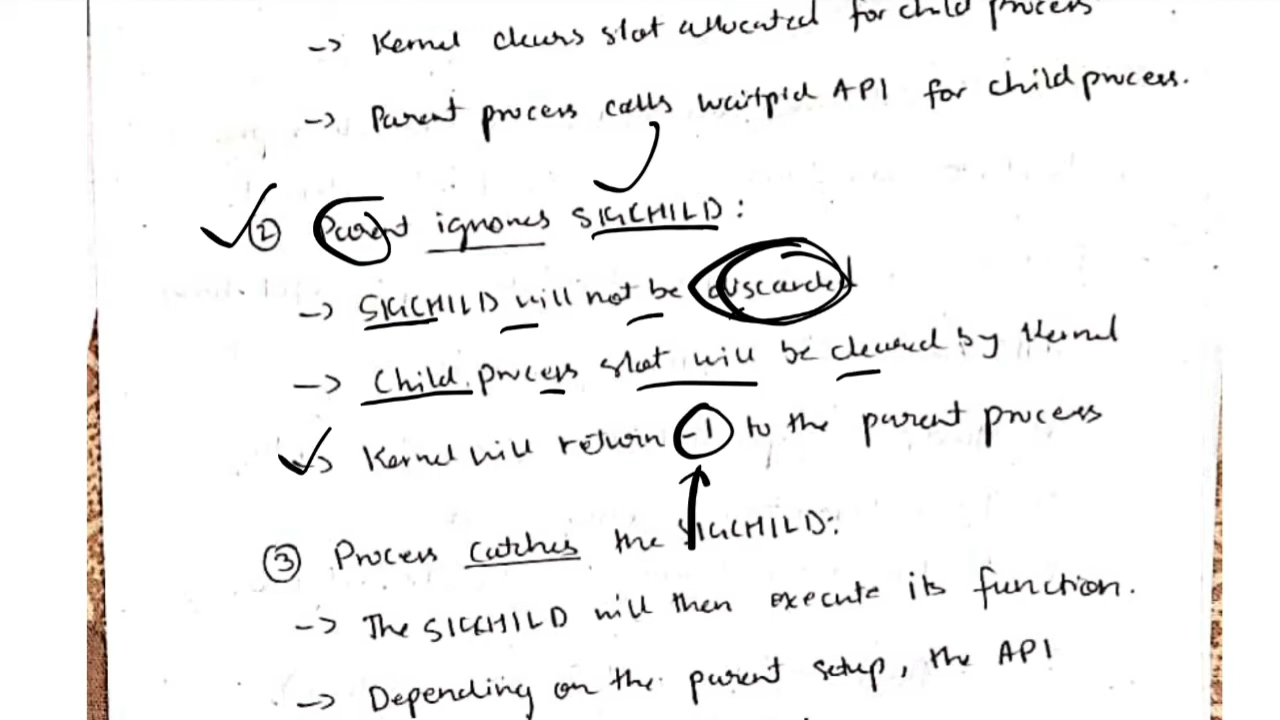 -> Kernel clears slot allocated for child process
-> Parent process calls waitpid API for child process.
② Parent ignores SIGCHILD :
-> SIGCHILD will not be discarded
-> Child process slot will be cleared by Kernel
-> Kernel will return -1 to the parent process
③ Process catches the SIGCHILD:
-> The SIGCHILD will then execute its function.
-> Depending on the parent setup, the API